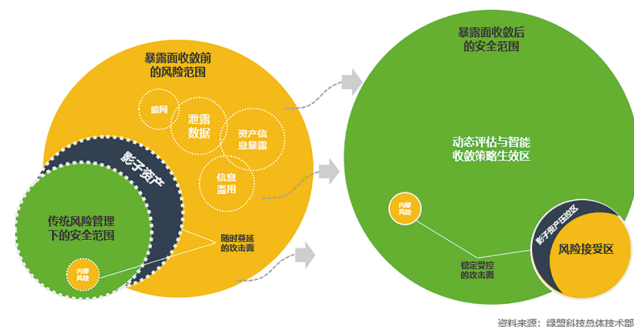 暴露面收敛前
的风险范围
暗网
泄露
数据
资产信
息暴露
信息
滥用
影子资产
传统风险管理
下的安全范围
内部
风险
随时蔓延
的攻击面
暴露面收敛后
的安全范围
动态评估与智能
收敛策略生效区
内部
风险
影子资产压控区
风险接受区
稳定受控
的攻击面
资料来源：绿盟科技总体技术部